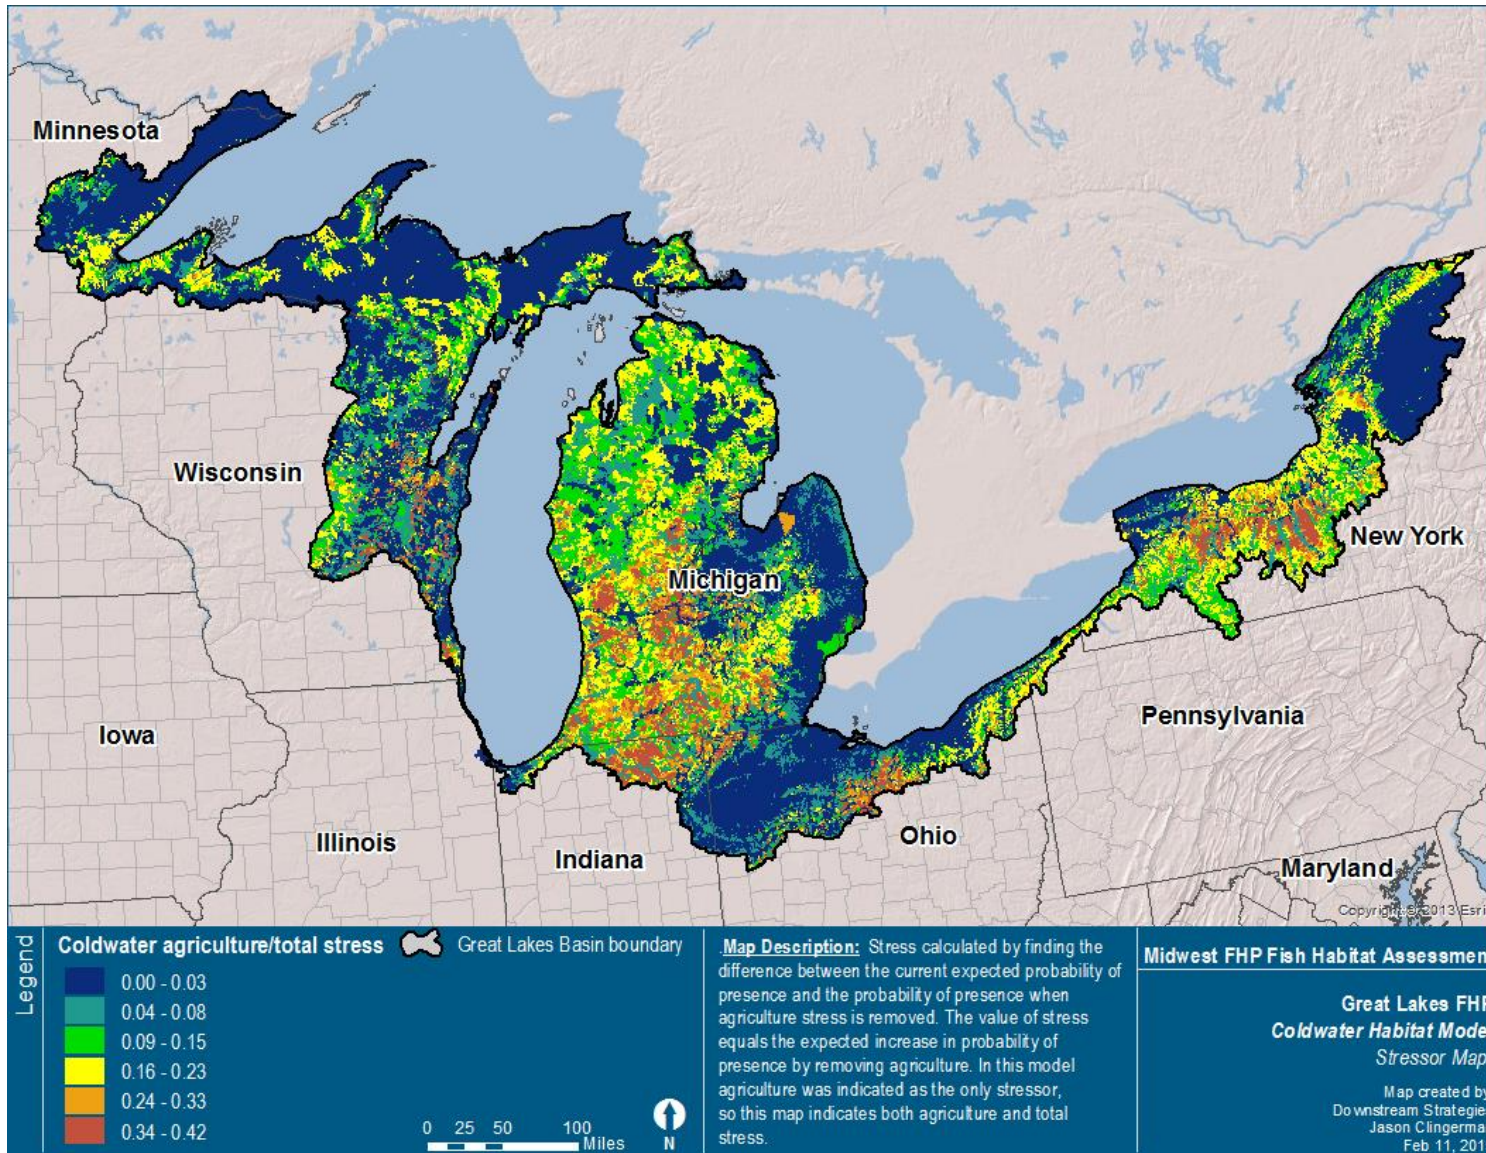 Minnesota
Wisconsin
Michigan
New York
Iowa
Pennsylvania
Illinois
Indiana
Ohio
Maryland
Copyright:© 2013 Esri
Legend
Coldwater agriculture/total stress
Great Lakes Basin boundary
0.00 - 0.03
0.04 - 0.08
0.09 - 0.15
0.16 - 0.23
0.24 - 0.33
0.34 - 0.42
0 25 50 100
Miles
N
Map Description: Stress calculated by finding the
difference between the current expected probability of
presence and the probability of presence when
agriculture stress is removed. The value of stress
equals the expected increase in probability of
presence by removing agriculture. In this model
agriculture was indicated as the only stressor,
so this map indicates both agriculture and total
stress.
Midwest FHP Fish Habitat Assessmen
Great Lakes FHP
Coldwater Habitat Mode
Stressor Map
Map created by
Downstream Strategie
Jason Clingerma
Feb 11, 201